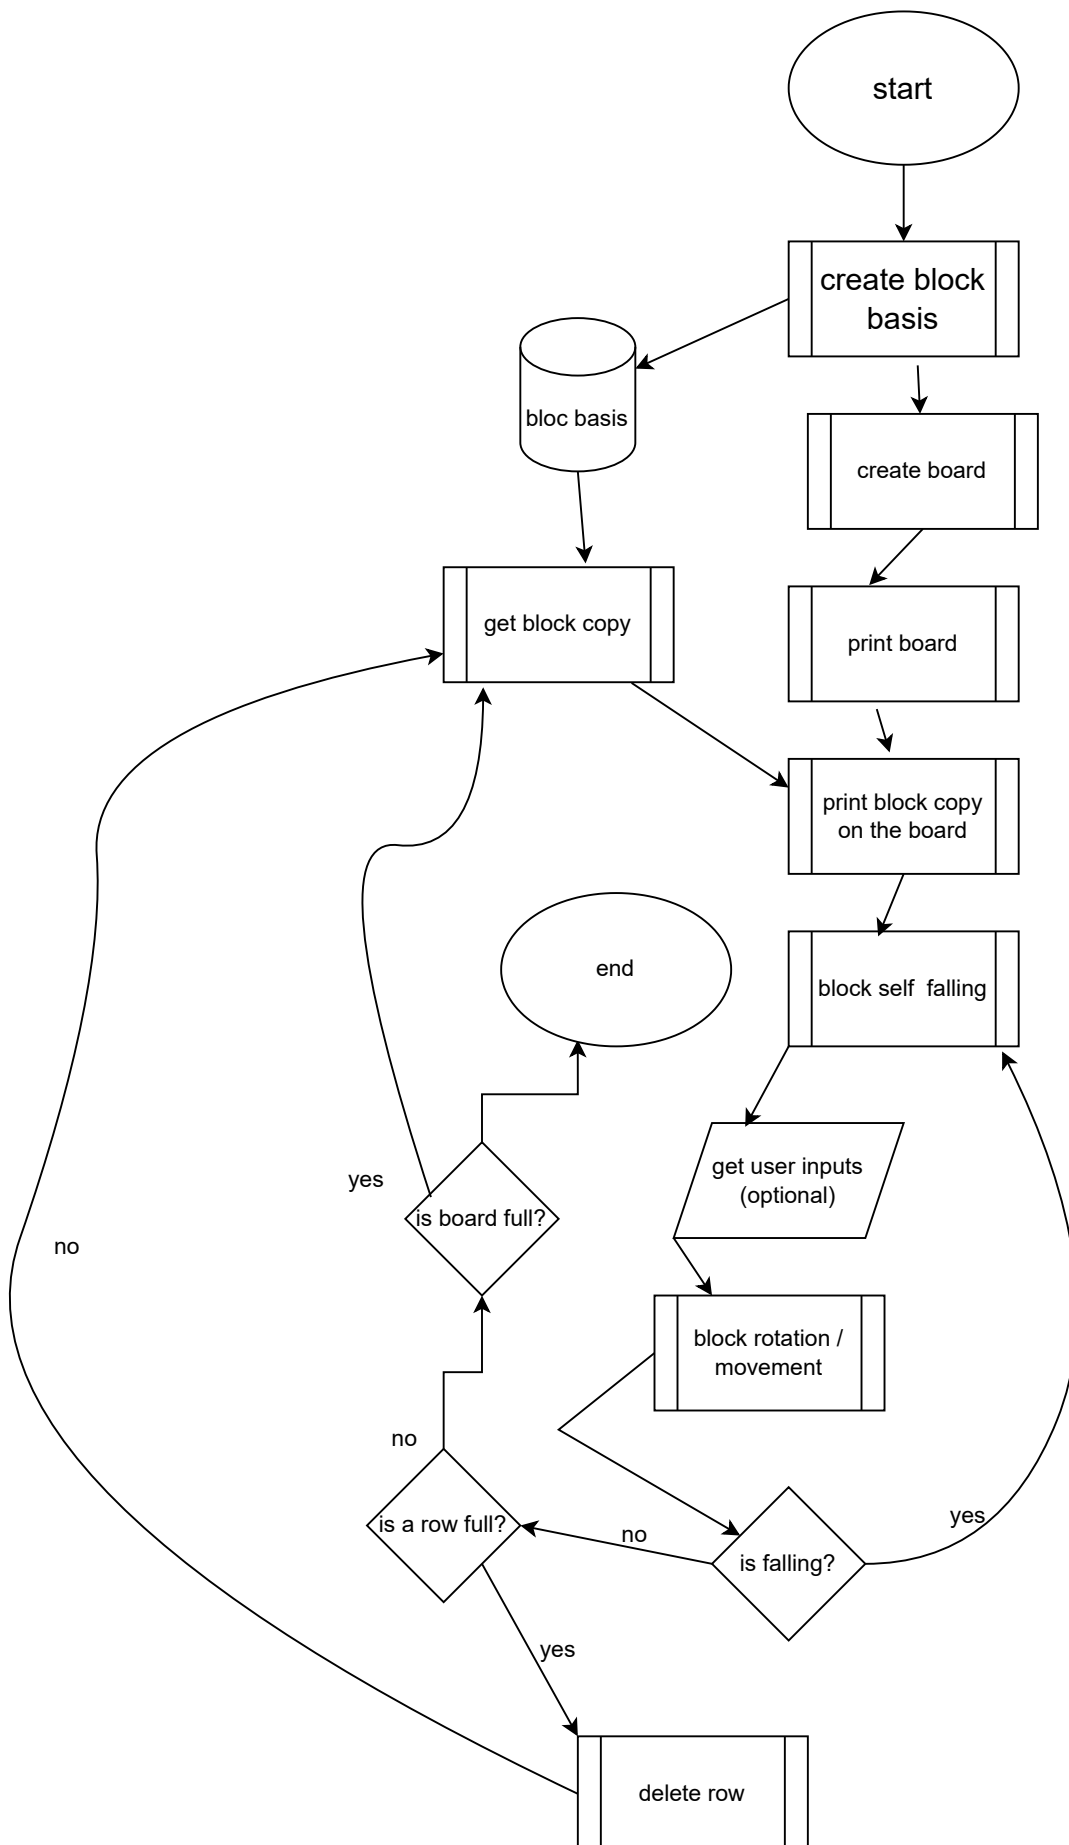 start
create block
basis
bloc basis
create board
get block copy
print board
print block copy
on the board
end
block self  falling
get user inputs
(optional)
yes
is board full?
no
block rotation /
movement
no
is a row full?
no
yes
is falling?
yes
delete row